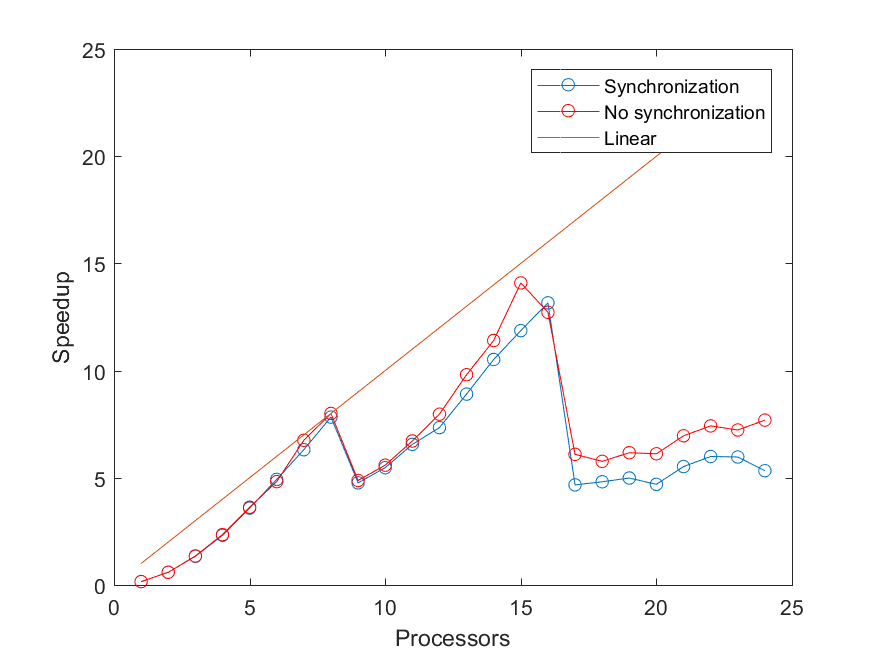 25
20
15
10
5
0
Speedup
Synchronization
No synchronization
Linear
0 5 10 15 20 25
Processors